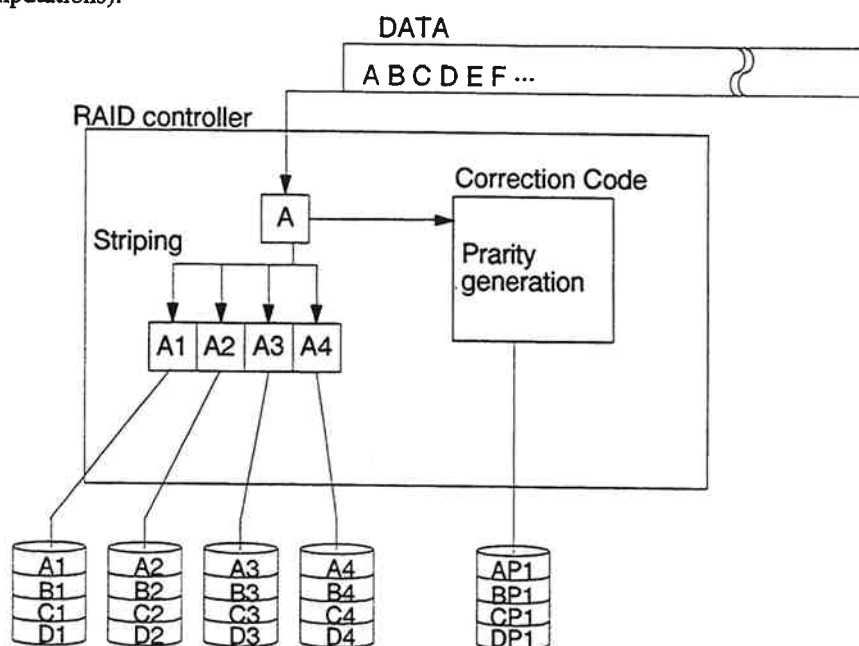 DATA
A B C D E F ...
RAID controller
A
Correction Code
Striping
Prarity
generation
A1 A2 A3 A4
A1 A2 A3 A4 AP1
B1 B2 B3 B4 BP1
C1 C2 C3 C4 CP1
D1 D2 D3 D4 DP1